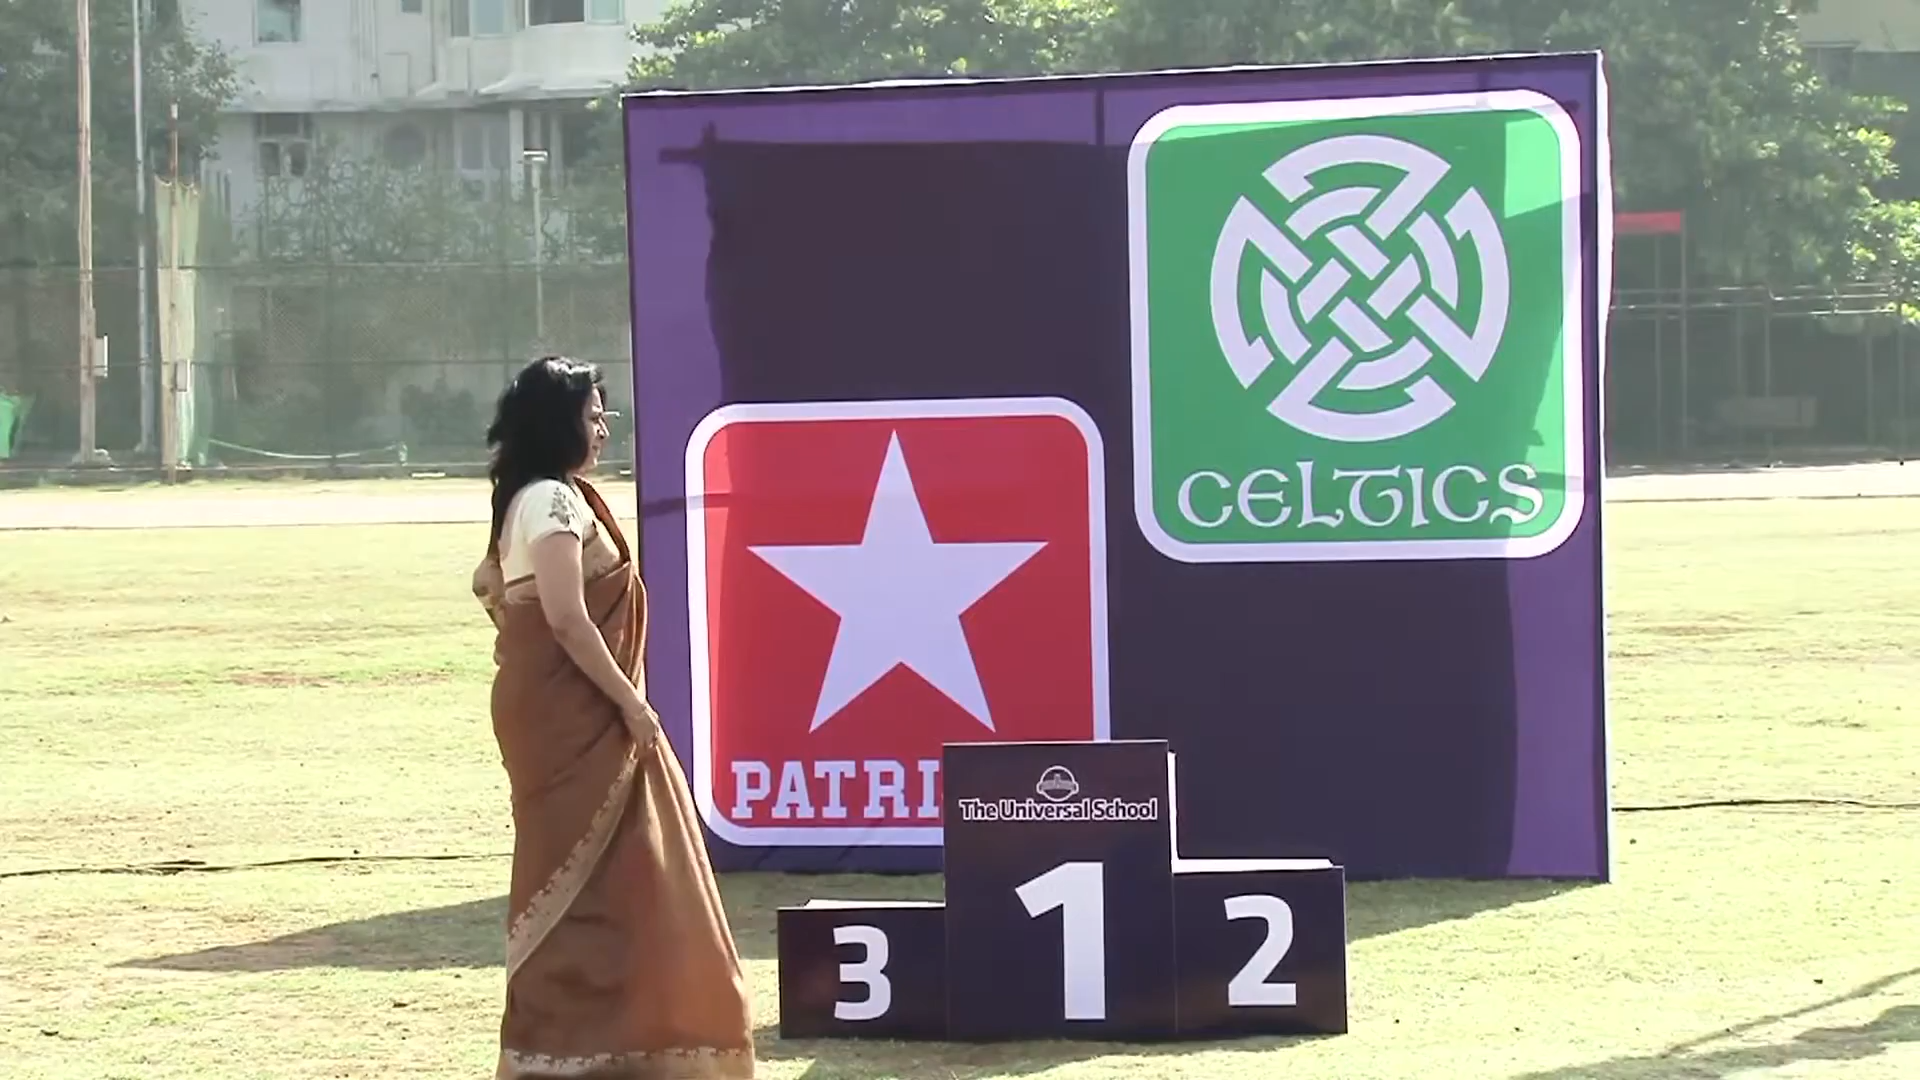 CELTICS
PATRI
The Universal School
1
2
3